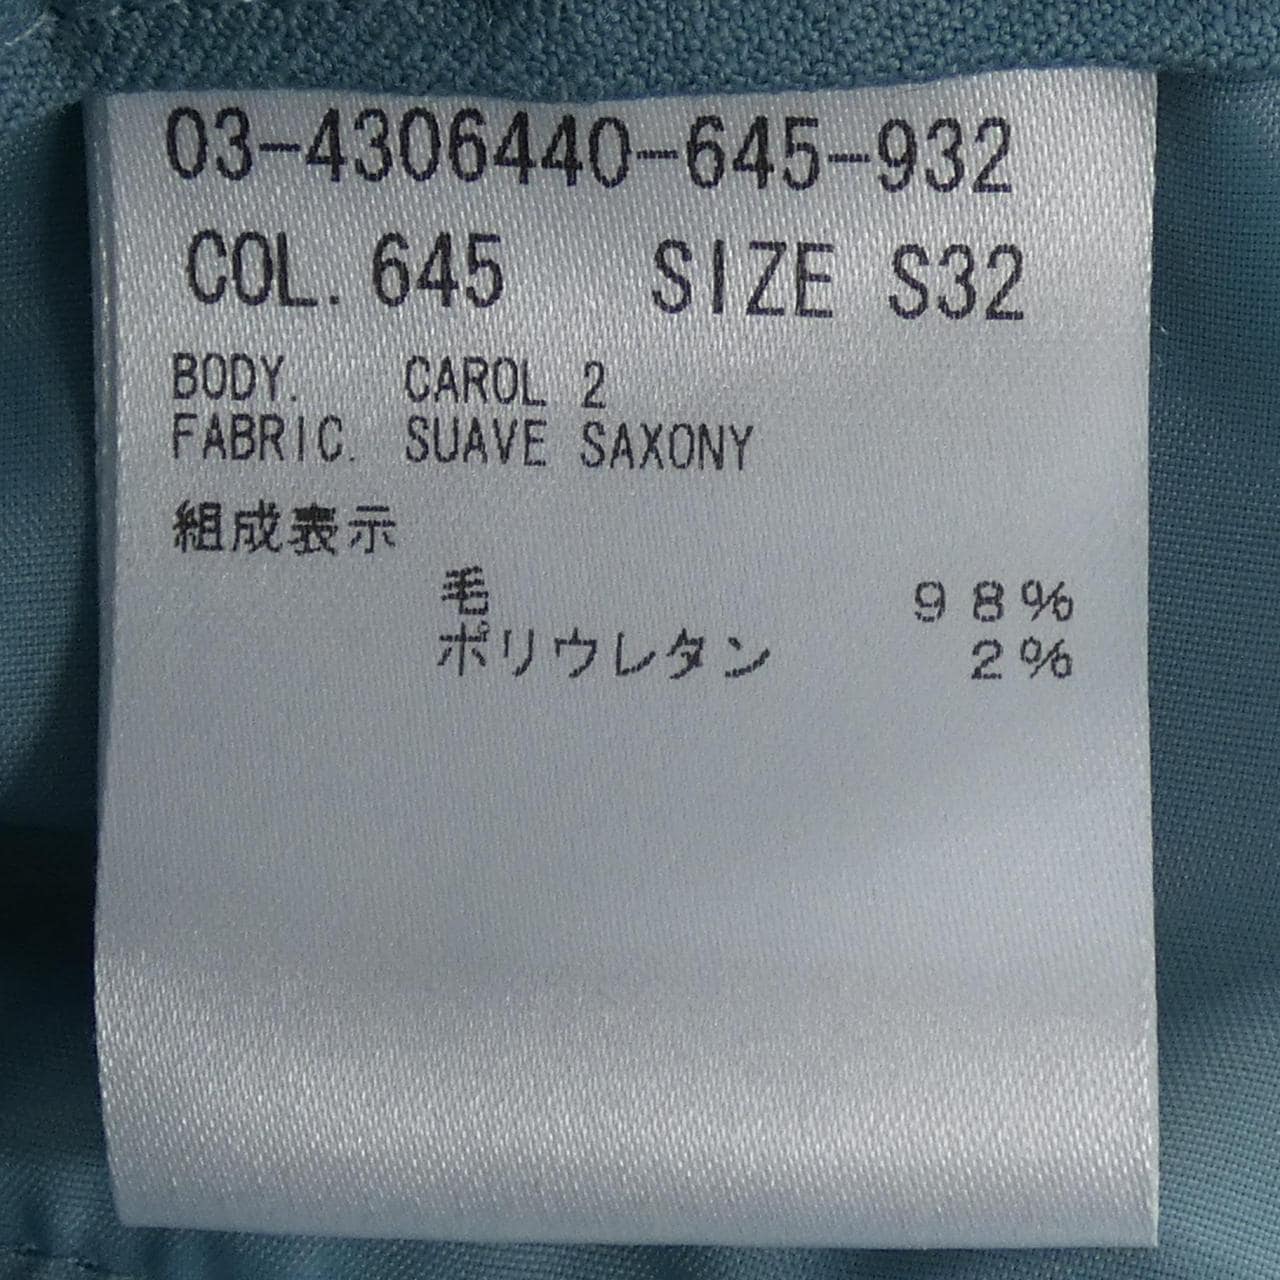 03-4306440-645-932
COL. 645 SIZE S32
BODY. CAROL 2
FABRIC. SUAVE SAXONY
組成表示
毛 98%
ポリウレタン 2%